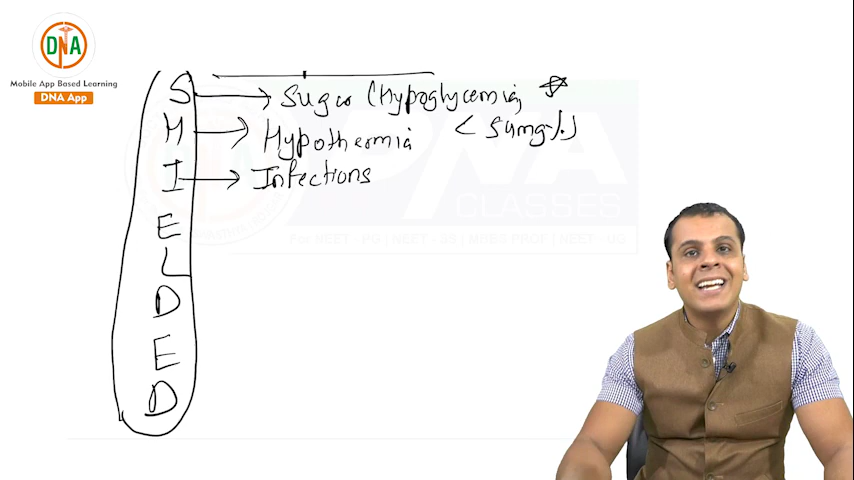 DNA
Mobile App Based Learning
DNA App
S → Sugar (Hypoglycemia
< 54mg%)
H → Hypothermia
I → Infections
E
L
D
E
D
DNA
CLASSES
For NEET - PG | NEET - SS | MBBS PROF | NEET - UG